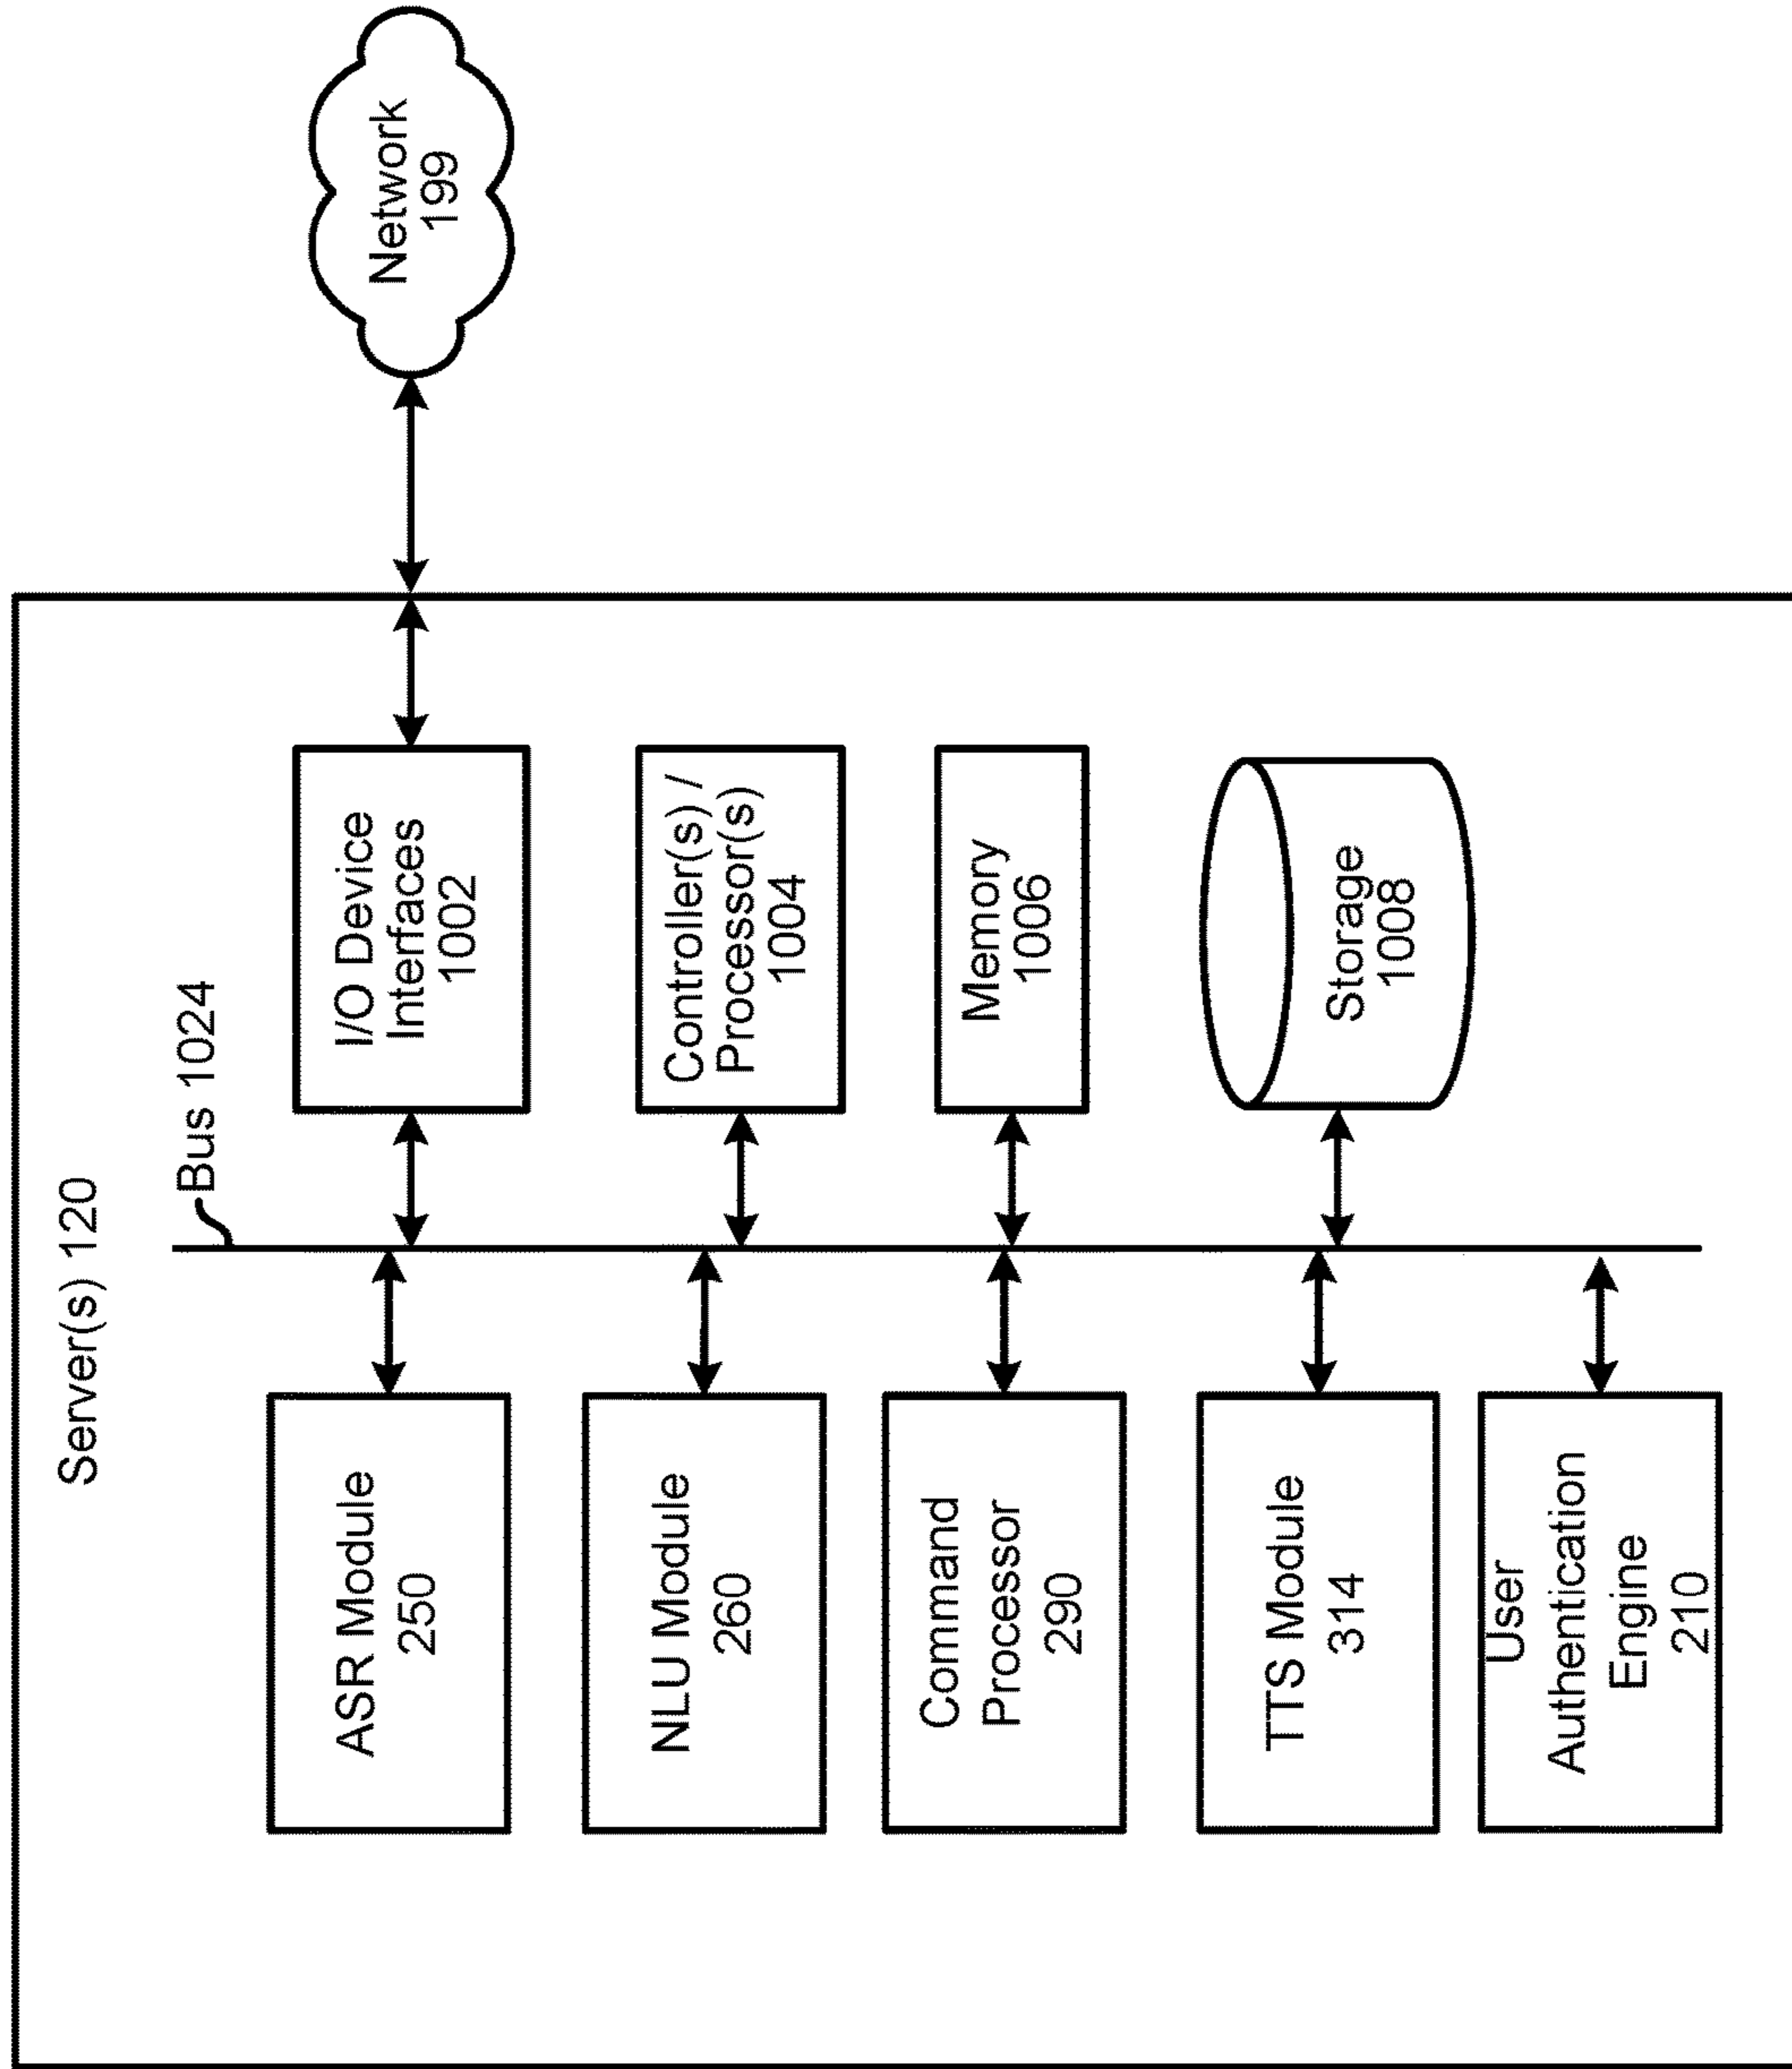 Server(s) 120
Bus 1024
ASR Module
250
NLU Module
260
Command
Processor
290
TTS Module
314
User
Authentication
Engine
210
I/O Device
Interfaces
1002
Controller(s) /
Processor(s)
1004
Memory
1006
Storage
1008
Network
199